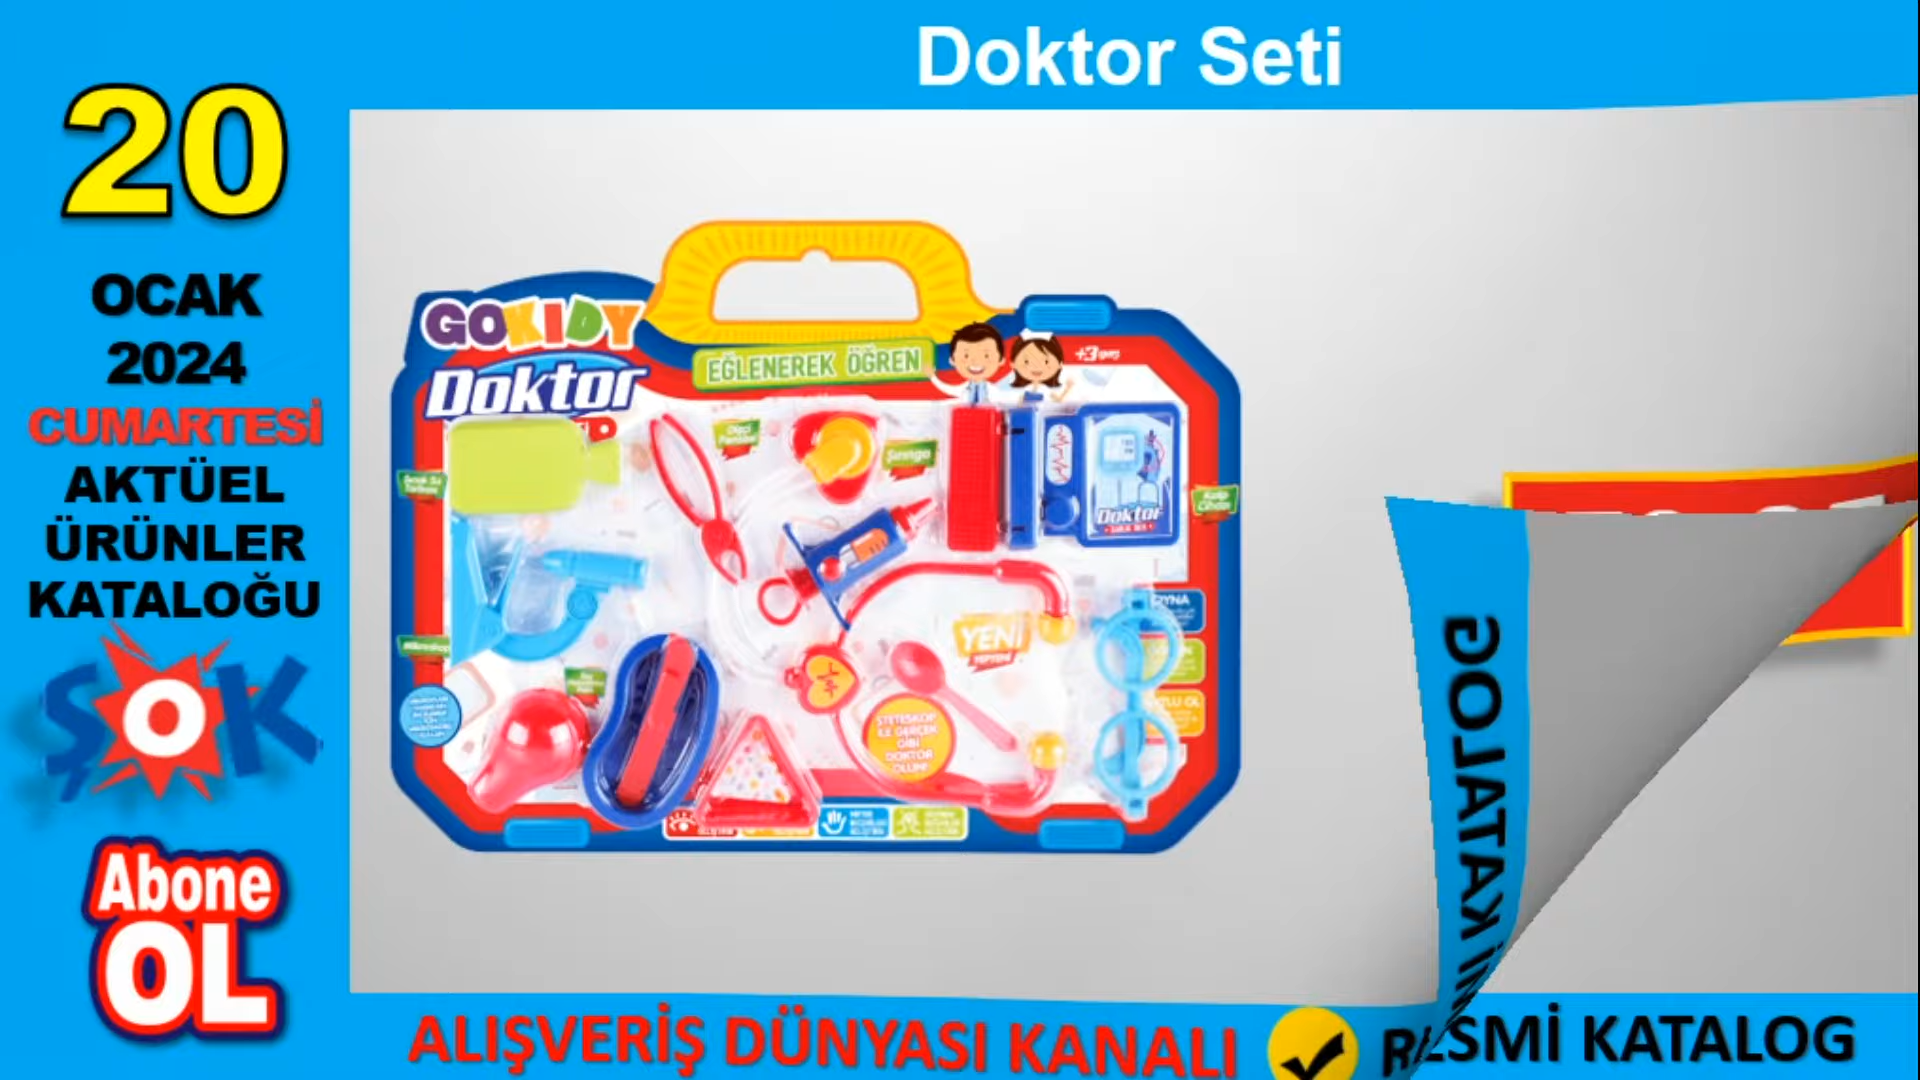 Doktor Seti
20
OCAK
2024
CUMARTESİ
AKTÜEL
ÜRÜNLER
KATALOĞU
ŞOK
Abone
OL
GOKIDY
Doktor
EĞLENEREK ÖĞREN
+3 yaş
Şırınga
Doktor
YENİ
STETESKOP
İLE GERÇEK
GİBİ
DOKTOR
OLUN!
KATALOG
ALIŞVERİŞ DÜNYASI KANALI
RESMİ KATALOG